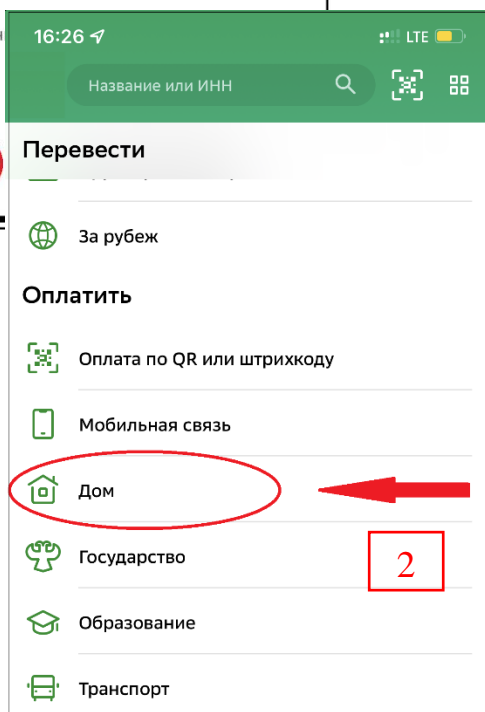 16:26
LTE
Название или ИНН
Перевести
За рубеж
Оплатить
Оплата по QR или штрихкоду
Мобильная связь
Дом
Государство
2
Образование
Транспорт